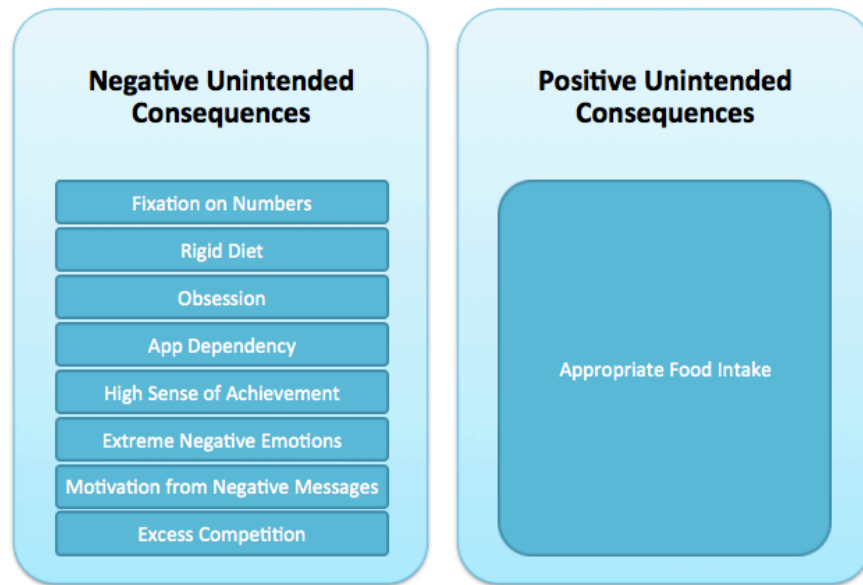 Negative Unintended
Consequences
Fixation on Numbers
Rigid Diet
Obsession
App Dependency
High Sense of Achievement
Extreme Negative Emotions
Motivation from Negative Messages
Excess Competition
Positive Unintended
Consequences
Appropriate Food Intake